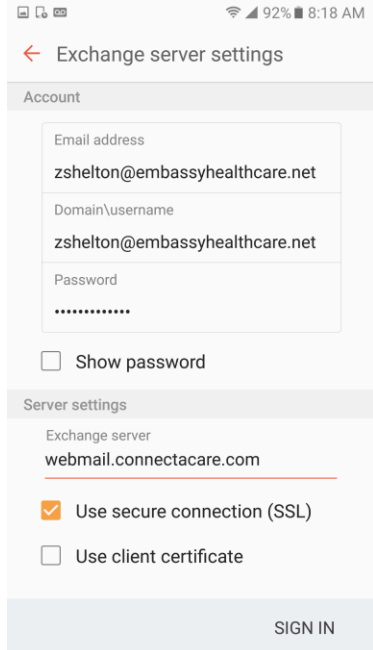 92% 8:18 AM
Exchange server settings
Account
Email address
zshelton@embassyhealthcare.net
Domain\username
zshelton@embassyhealthcare.net
Password
•••••••••••••
Show password
Server settings
Exchange server
webmail.connectacare.com
Use secure connection (SSL)
Use client certificate
SIGN IN